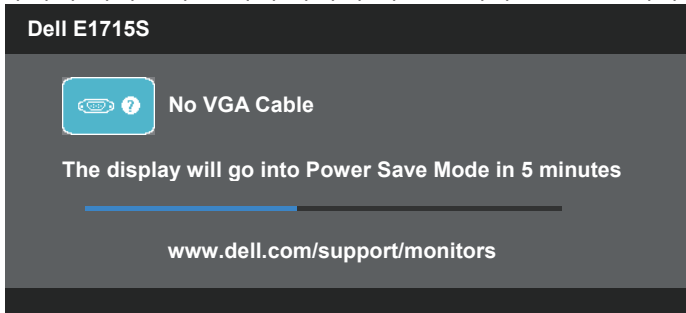 Dell E1715S
No VGA Cable
The display will go into Power Save Mode in 5 minutes
www.dell.com/support/monitors